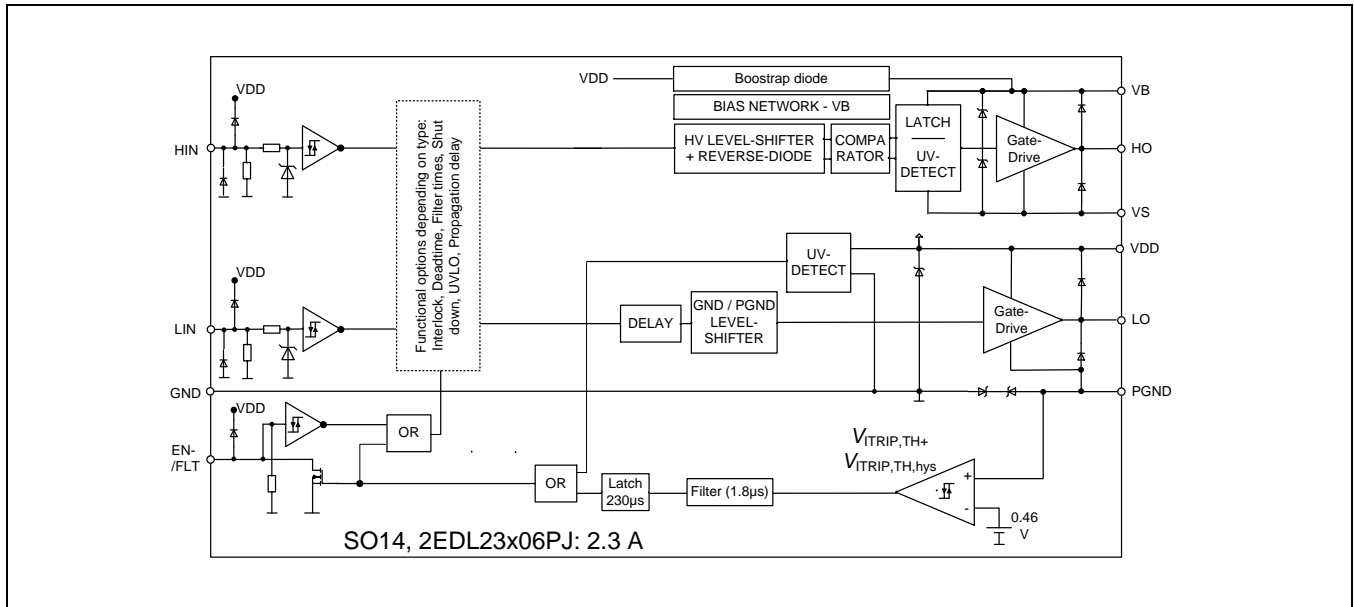 VDD
Boostrap diode
BIAS NETWORK - VB
HV LEVEL-SHIFTER
+ REVERSE-DIODE
COMPA
RATOR
LATCH
UV-
DETECT
Gate-
Drive
VB
HO
VS
VDD
HIN
Functional options depending on type:
Interlock, Deadtime, Filter times, Shut
down, UVLO, Propagation delay
VDD
LIN
UV-
DETECT
DELAY
GND / PGND
LEVEL-
SHIFTER
Gate-
Drive
VDD
LO
PGND
GND
VDD
EN-
/FLT
OR
OR
Latch
230µs
Filter (1.8µs)
VITRIP,TH+
VITRIP,TH,hys
+
-
0.46
V
SO14, 2EDL23x06PJ: 2.3 A